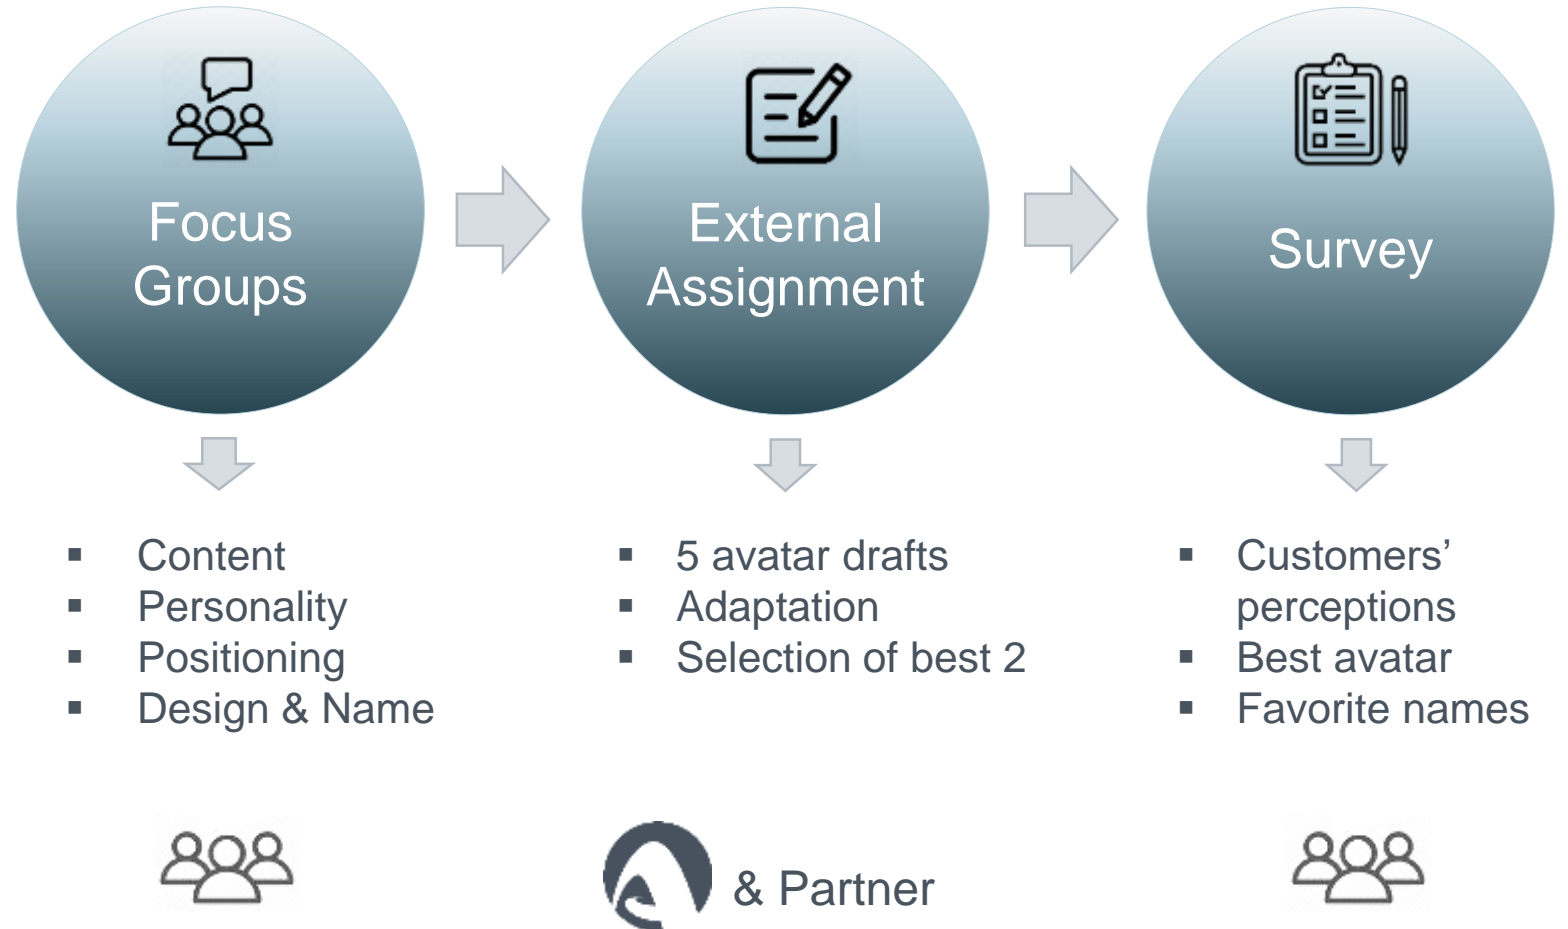 Focus
Groups
External
Assignment
Survey
▪ Content
▪ Personality
▪ Positioning
▪ Design & Name
▪ 5 avatar drafts
▪ Adaptation
▪ Selection of best 2
▪ Customers’
perceptions
▪ Best avatar
▪ Favorite names
& Partner